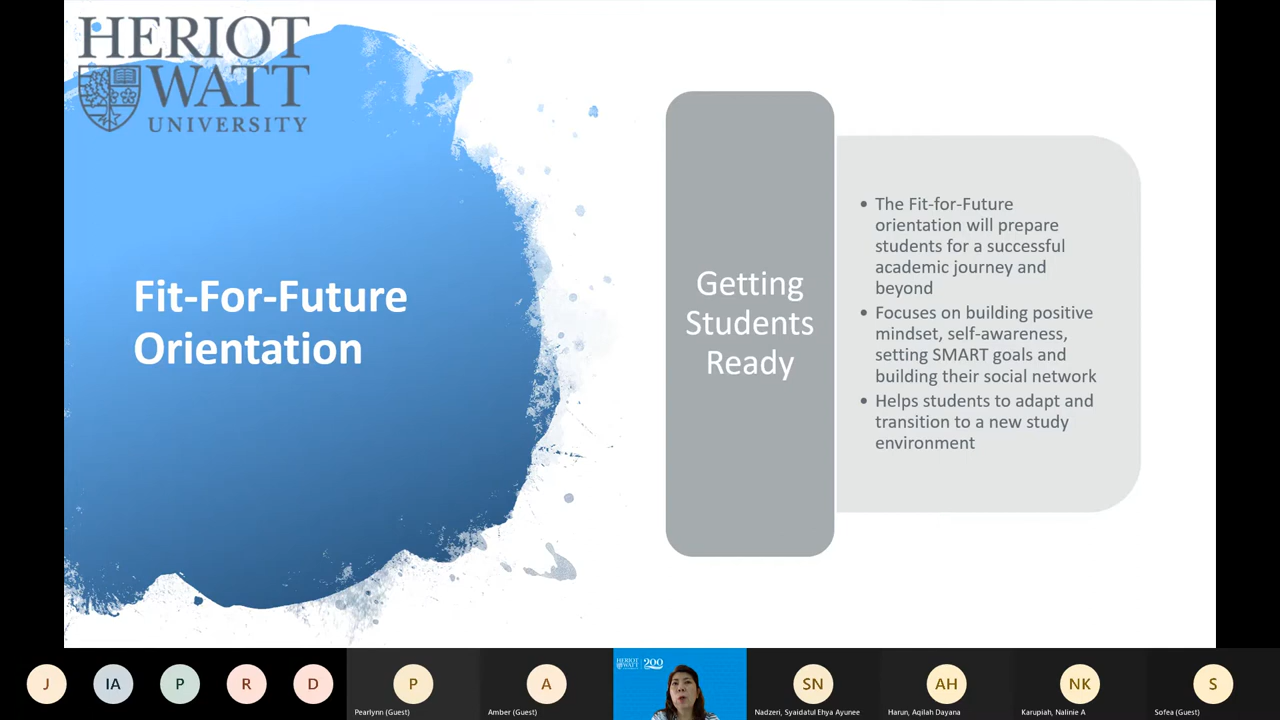 HERIOT
WATT
UNIVERSITY
Fit-For-Future
Orientation
Getting
Students
Ready
• The Fit-for-Future
orientation will prepare
students for a successful
academic journey and
beyond
• Focuses on building positive
mindset, self-awareness,
setting SMART goals and
building their social network
• Helps students to adapt and
transition to a new study
environment
J
IA
P
R
D
P
Pearlynn (Guest)
A
Amber (Guest)
HERIOT
WATT
200
SN
Nadzeri, Syaidatul Ehya Ayunee
AH
Harun, Aqilah Dayana
NK
Karupiah, Nalinie A
S
Sofea (Guest)